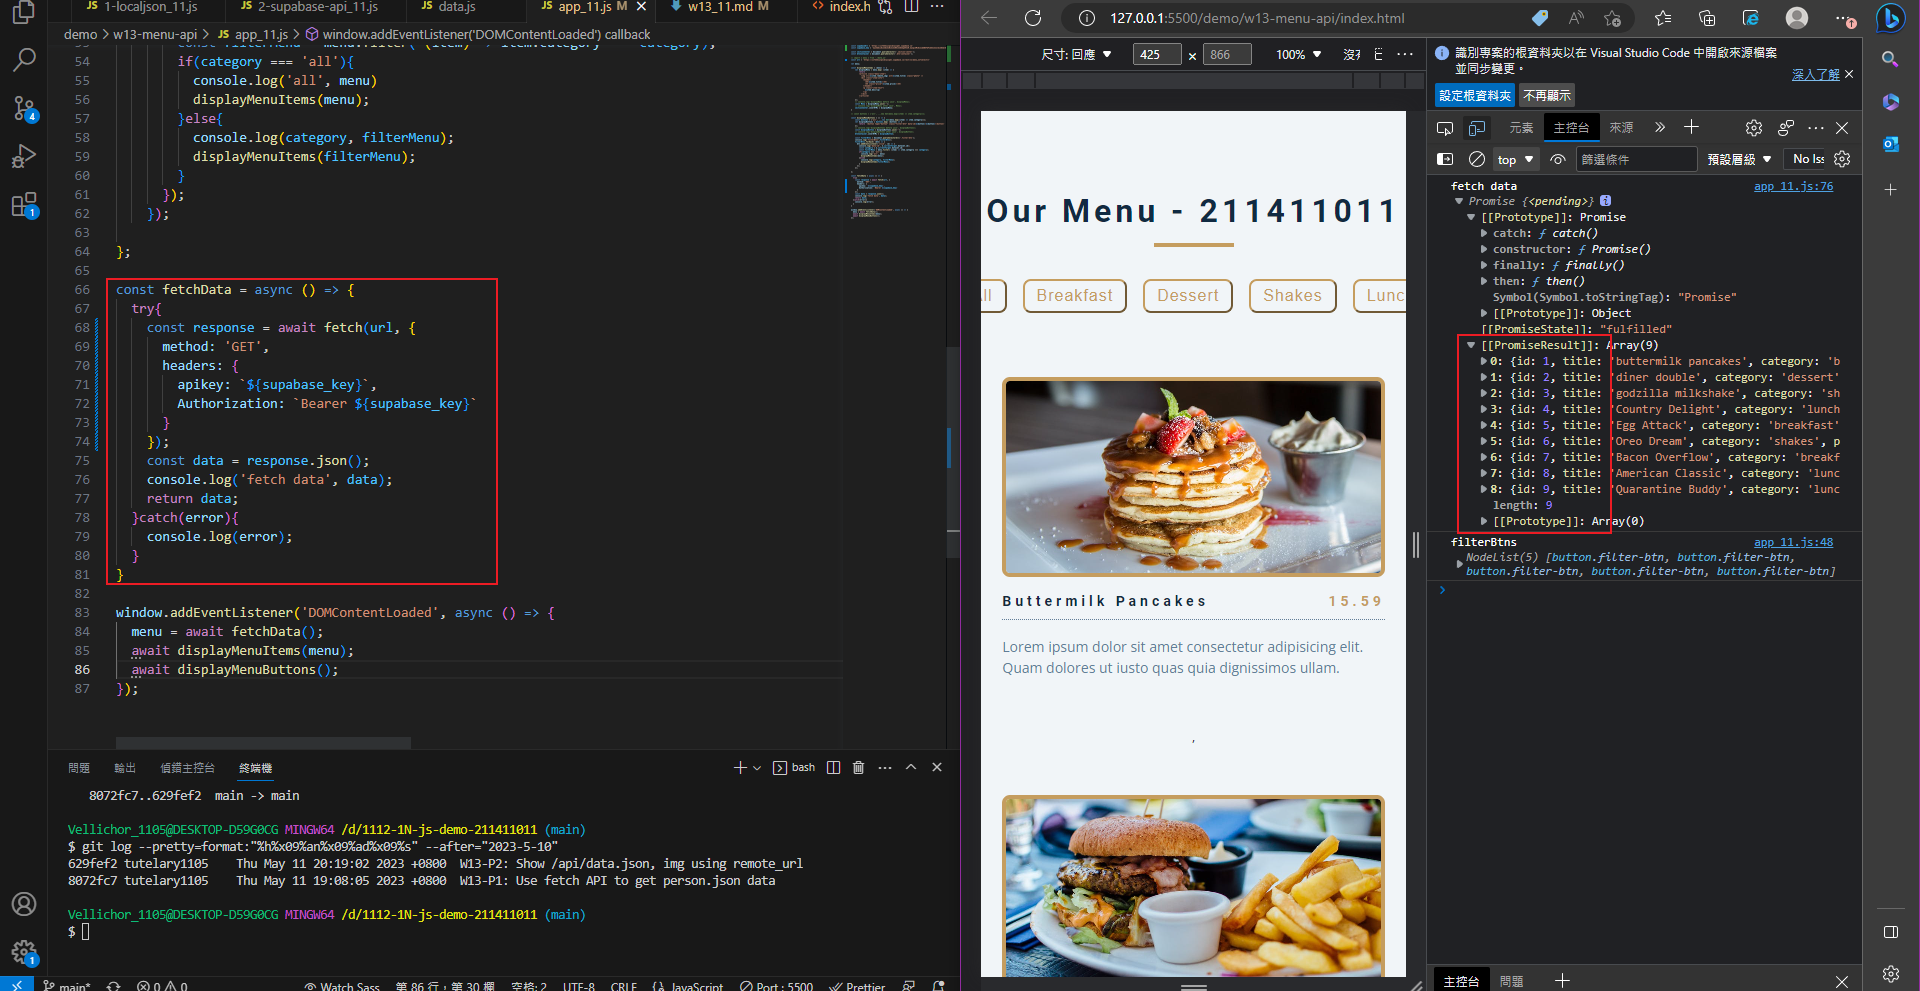 1-localjson_11.js
2-supabase-api_11.js
data.js
app_11.js M
w13_11.md M
index.h
demo > w13-menu-api > JS app_11.js > window.addEventListener('DOMContentLoaded') callback
54 if(category === 'all'){
55 console.log('all', menu)
56 displayMenuItems(menu);
57 }else{
58 console.log(category, filterMenu);
59 displayMenuItems(filterMenu);
60 }
61 });
62 });
63
64 };
65
66 const fetchData = async () => {
67 try{
68 const response = await fetch(url, {
69 method: 'GET',
70 headers: {
71 apikey: `${supabase_key}`,
72 Authorization: `Bearer ${supabase_key}`
73 }
74 });
75 const data = response.json();
76 console.log('fetch data', data);
77 return data;
78 }catch(error){
79 console.log(error);
80 }
81 }
82
83 window.addEventListener('DOMContentLoaded', async () => {
84 menu = await fetchData();
85 await displayMenuItems(menu);
86 await displayMenuButtons();
87 });
問題 輸出 偵錯主控台 終端機
bash
8072fc7..629fef2 main -> main
Vellichor_1105@DESKTOP-D59G0CG MINGW64 /d/1112-1N-js-demo-211411011 (main)
$ git log --pretty=format:"%h%x09%an%x09%ad%x09%s" --after="2023-5-10"
629fef2 tutelary1105 Thu May 11 20:19:02 2023 +0800 W13-P2: Show /api/data.json, img using remote_url
8072fc7 tutelary1105 Thu May 11 19:08:05 2023 +0800 W13-P1: Use fetch API to get person.json data
Vellichor_1105@DESKTOP-D59G0CG MINGW64 /d/1112-1N-js-demo-211411011 (main)
$
main* 0 0 Watch Sass 第 86 行，第 30 欄 空格: 2 UTF-8 CRLF {} JavaScript Port : 5500 Prettier
127.0.0.1:5500/demo/w13-menu-api/index.html
尺寸: 回應 425 × 866 100%
Our Menu - 211411011
Breakfast
Dessert
Shakes
Lunc
Buttermilk Pancakes 15.59
Lorem ipsum dolor sit amet consectetur adipisicing elit.
Quam dolores ut iusto quas quia dignissimos ullam.
,
識別專案的根資料夾以在 Visual Studio Code 中開啟來源檔案
並同步變更。
深入了解
設定根資料夾 不再顯示
元素 主控台 來源
top 篩選條件 預設層級 No Iss
fetch data app_11.js:76
Promise {<pending>}
[[Prototype]]: Promise
catch: ƒ catch()
constructor: ƒ Promise()
finally: ƒ finally()
then: ƒ then()
Symbol(Symbol.toStringTag): "Promise"
[[Prototype]]: Object
[[PromiseState]]: "fulfilled"
[[PromiseResult]]: Array(9)
0: {id: 1, title: 'buttermilk pancakes', category: 'b
1: {id: 2, title: 'diner double', category: 'dessert'
2: {id: 3, title: 'godzilla milkshake', category: 'sh
3: {id: 4, title: 'Country Delight', category: 'lunch
4: {id: 5, title: 'Egg Attack', category: 'breakfast'
5: {id: 6, title: 'Oreo Dream', category: 'shakes', p
6: {id: 7, title: 'Bacon Overflow', category: 'breakf
7: {id: 8, title: 'American Classic', category: 'lunc
8: {id: 9, title: 'Quarantine Buddy', category: 'lunc
length: 9
[[Prototype]]: Array(0)
filterBtns app_11.js:48
NodeList(5) [button.filter-btn, button.filter-btn,
button.filter-btn, button.filter-btn, button.filter-btn]
主控台 問題